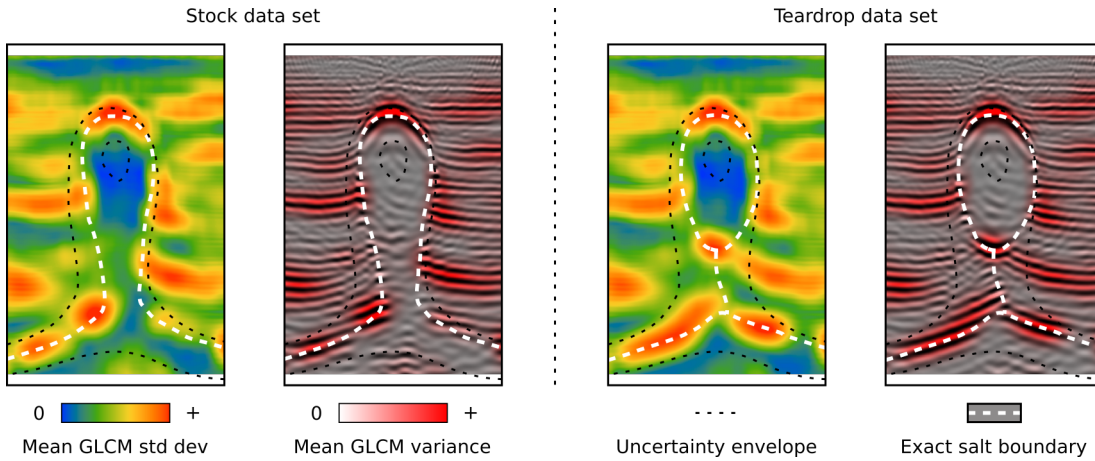 Stock data set
Teardrop data set
0 +
0 +
Mean GLCM std dev
Mean GLCM variance
Uncertainty envelope
Exact salt boundary